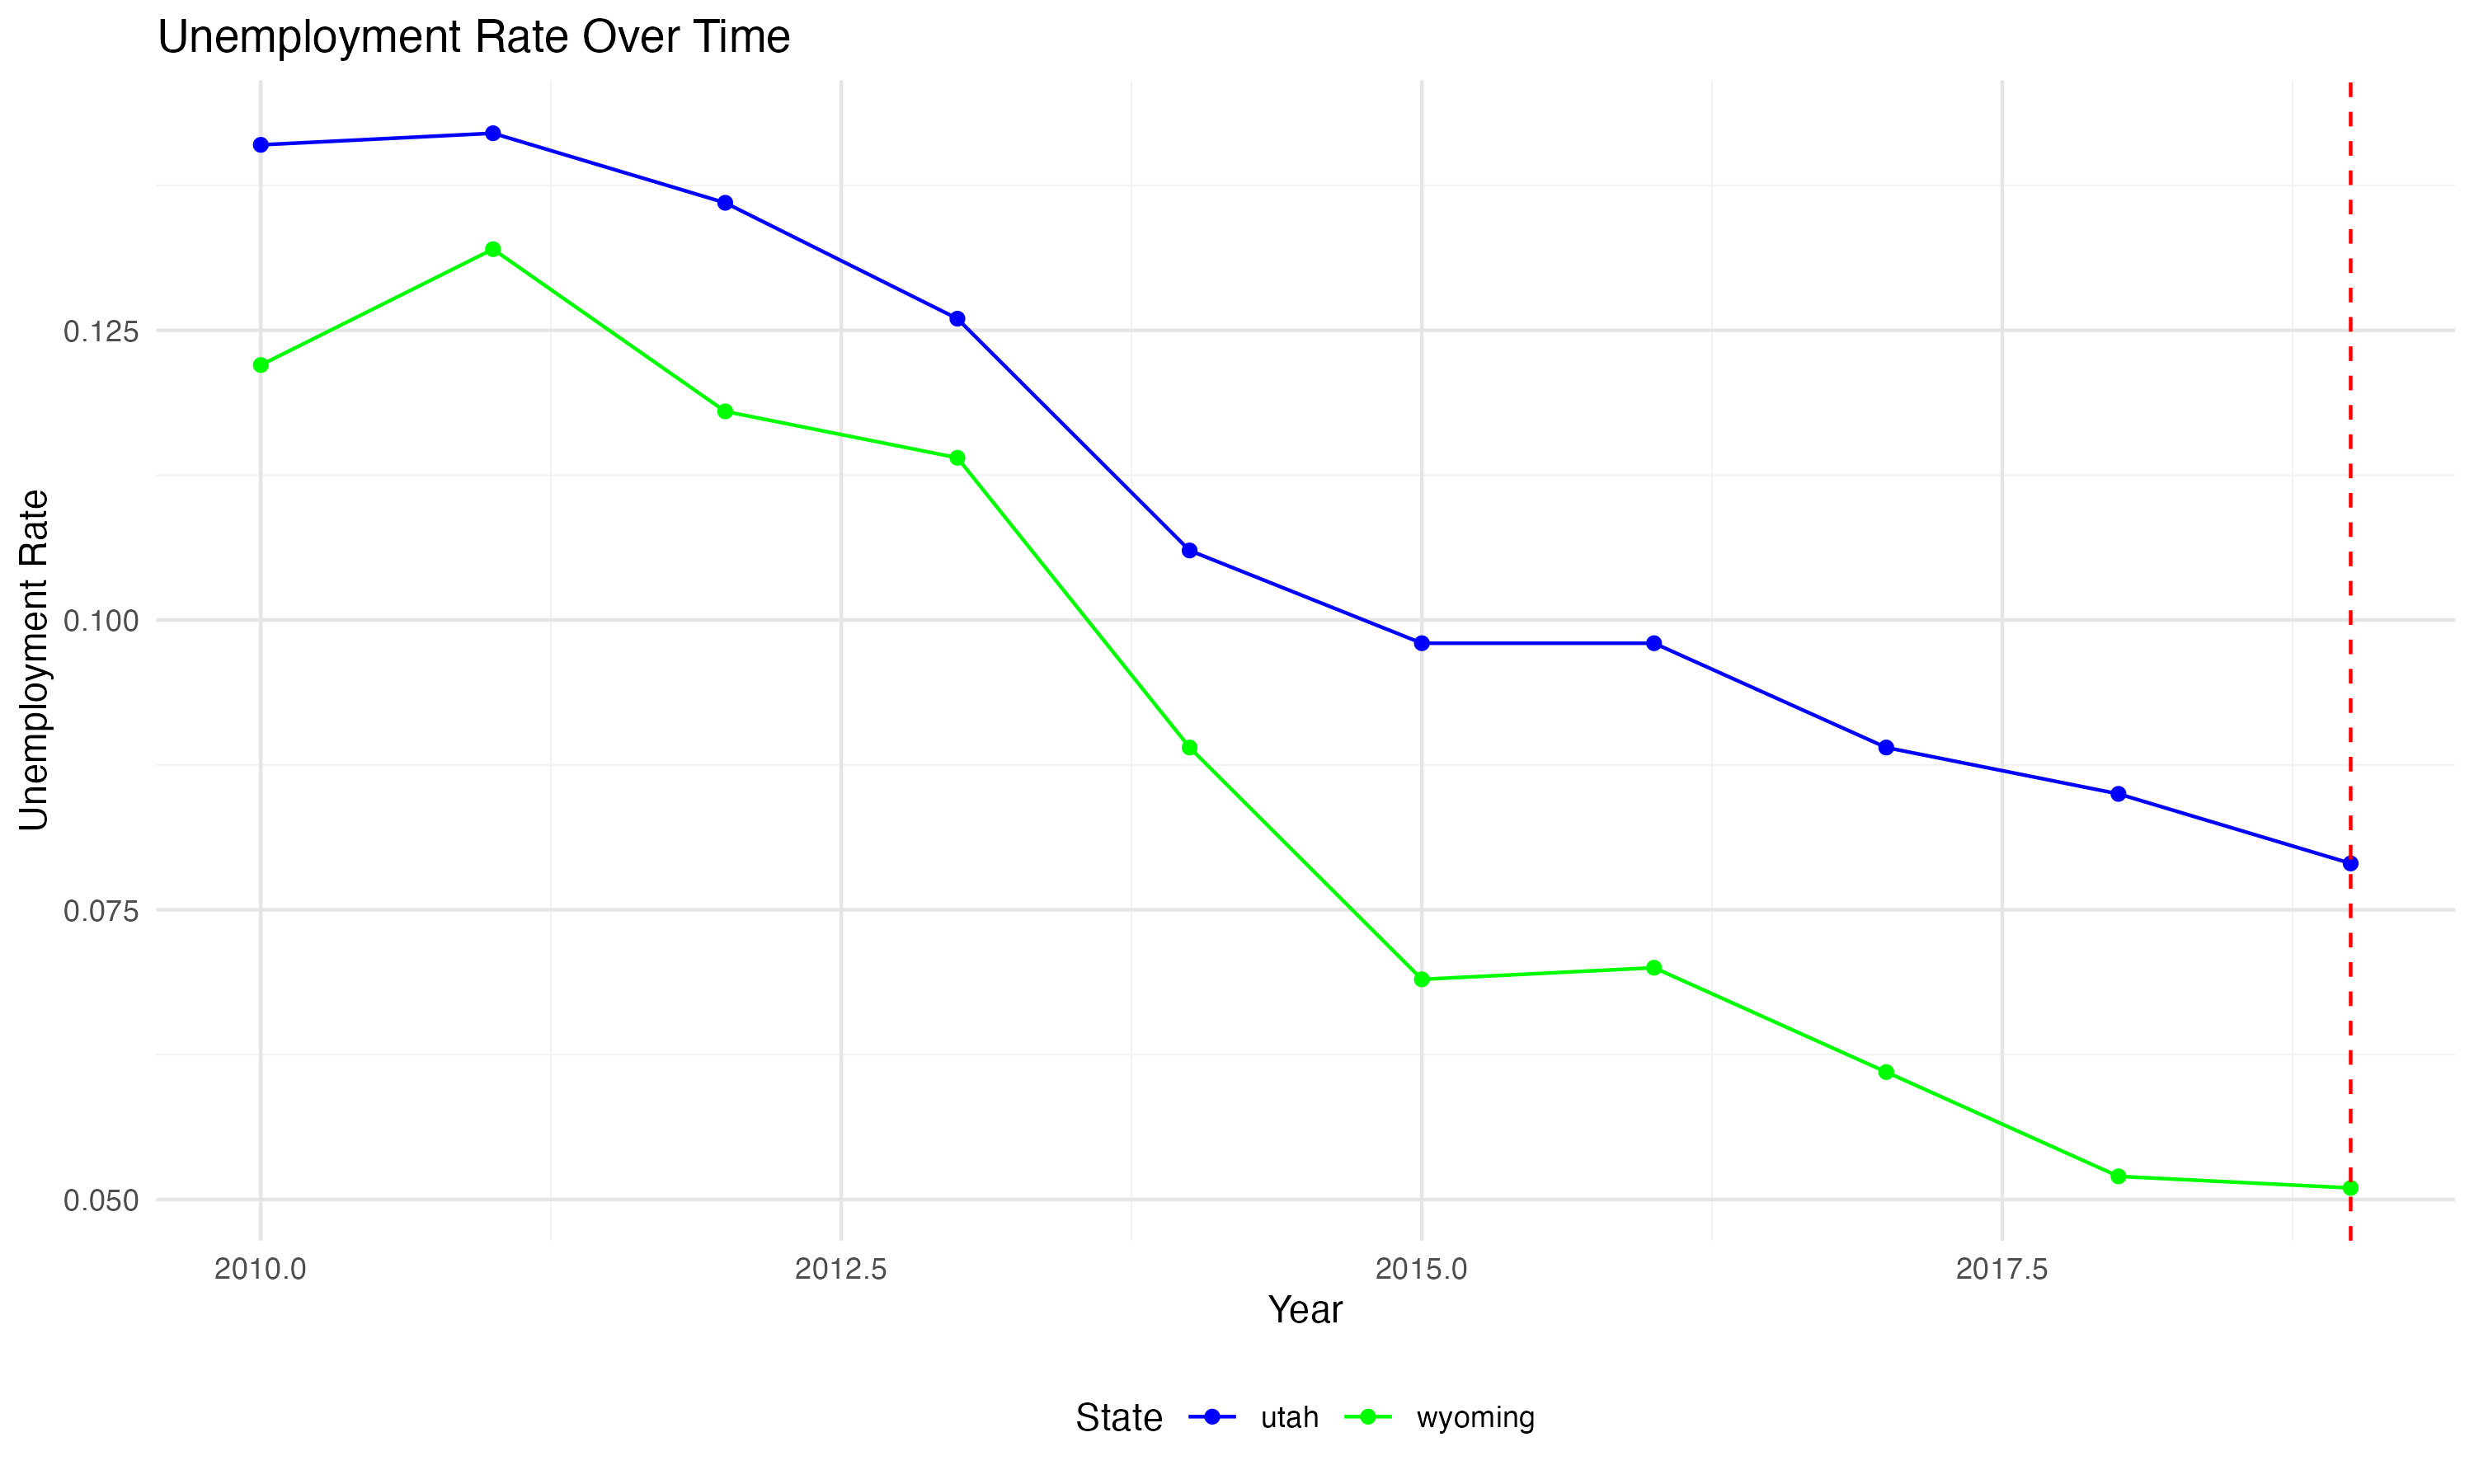 Unemployment Rate Over Time
Unemployment Rate
0.125
0.100
0.075
0.050
2010.0 2012.5 2015.0 2017.5
Year
State utah wyoming